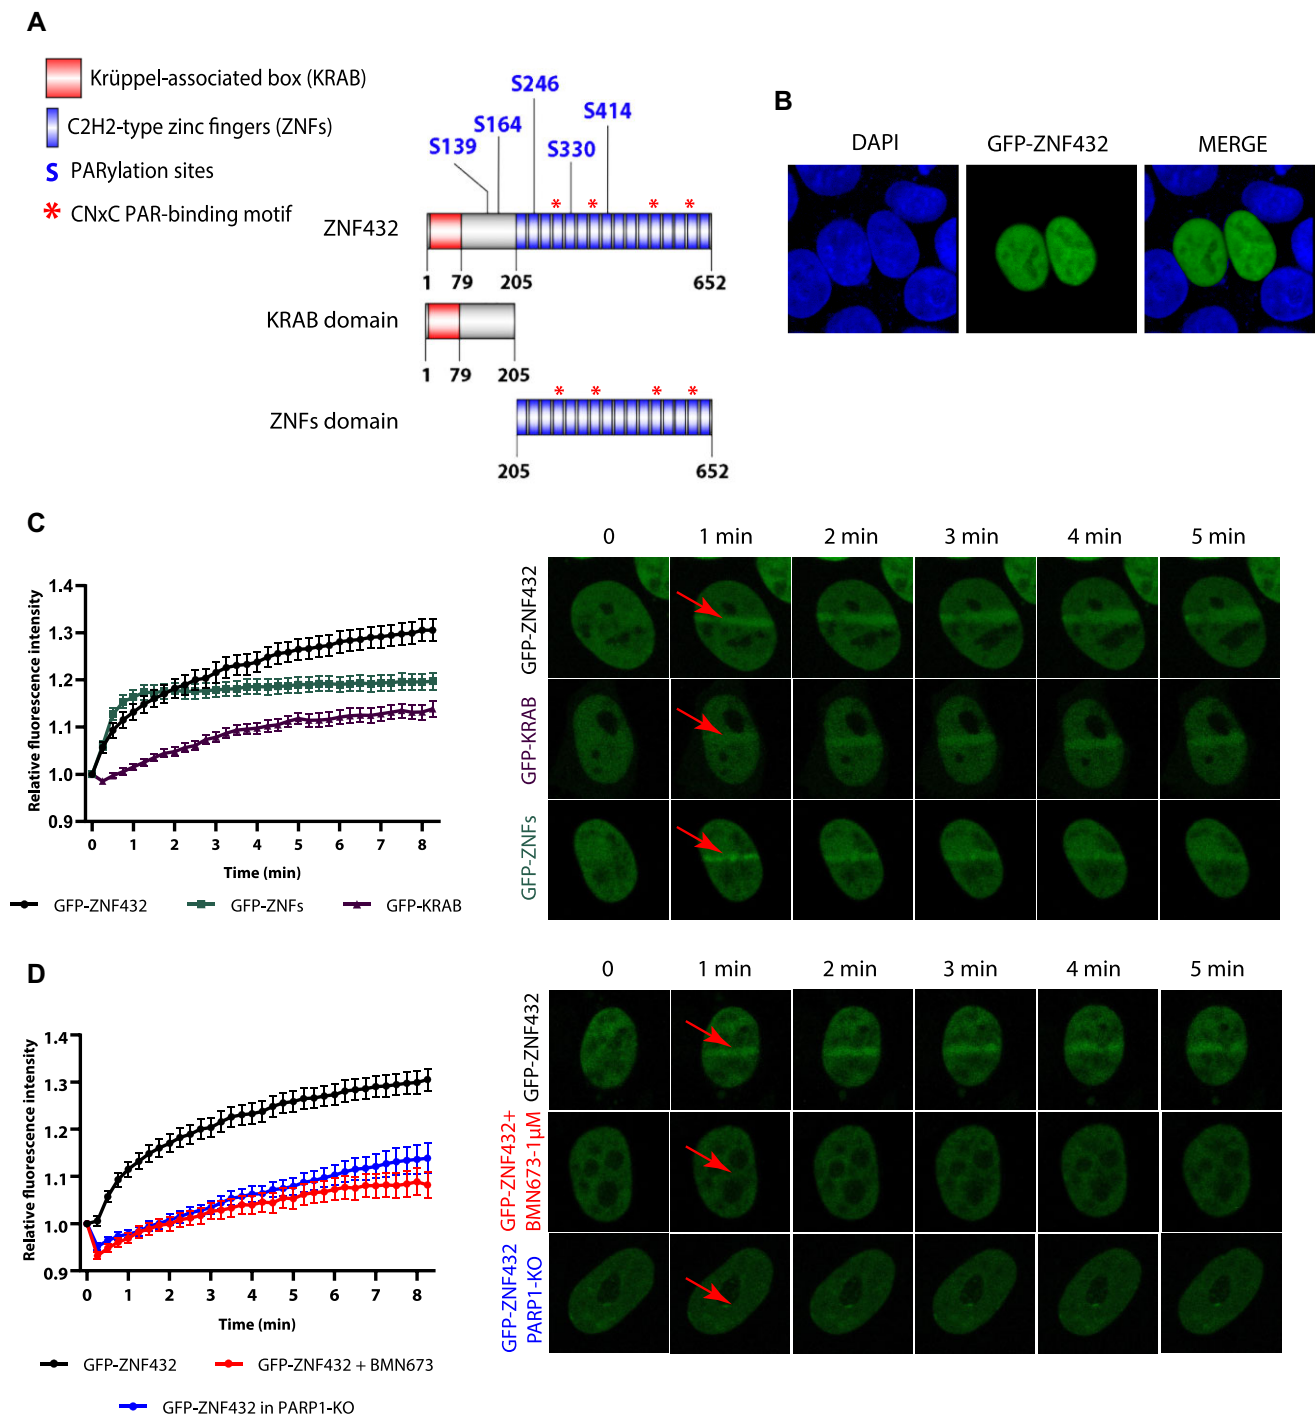 A
Krüppel-associated box (KRAB)
C2H2-type zinc fingers (ZNFs)
S PARylation sites
* CNxC PAR-binding motif
S246
S164
S414
S139
S330
* * * *
ZNF432
1 79 205 652
KRAB domain
1 79 205
* * * *
ZNFs domain
205 652
B
DAPI GFP-ZNF432 MERGE
C
Relative fluorescence intensity
1.4
1.3
1.2
1.1
1.0
0.9
0 1 2 3 4 5 6 7 8
Time (min)
GFP-ZNF432 GFP-ZNFs GFP-KRAB
0 1 min 2 min 3 min 4 min 5 min
GFP-ZNF432
GFP-KRAB
GFP-ZNFs
D
Relative fluorescence intensity
1.4
1.3
1.2
1.1
1.0
0.9
0 1 2 3 4 5 6 7 8
Time (min)
GFP-ZNF432 GFP-ZNF432 + BMN673
GFP-ZNF432 in PARP1-KO
0 1 min 2 min 3 min 4 min 5 min
GFP-ZNF432
GFP-ZNF432+
BMN673-1µM
GFP-ZNF432
PARP1-KO